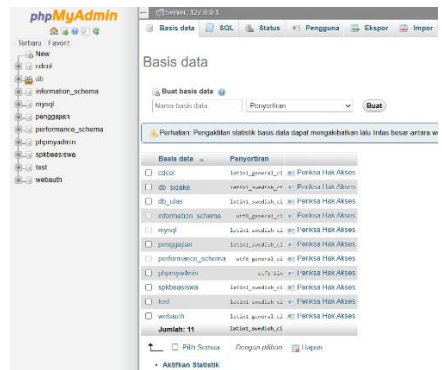 phpMyAdmin
Terbaru Favorit
New
cdcol
db
information_schema
mysql
penggajian
performance_schema
phpmyadmin
spkbeasiswa
test
webauth
Server: 127.0.0.1
Basis data SQL Status Pengguna Ekspor Impor
Basis data
Buat basis data
Nama basis data Penyortiran Buat
Perhatian: Pengaktifan statistik basis data dapat mengakibatkan lalu lintas besar antara
Basis data Penyortiran
cdcol latin1_general_ci Periksa Hak Akses
db_sigaka latin1_swedish_ci Periksa Hak Akses
db_ulas latin1_swedish_ci Periksa Hak Akses
information_schema utf8_general_ci Periksa Hak Akses
mysql latin1_swedish_ci Periksa Hak Akses
penggajian latin1_swedish_ci Periksa Hak Akses
performance_schema utf8_general_ci Periksa Hak Akses
phpmyadmin utf8_bin Periksa Hak Akses
spkbeasiswa latin1_swedish_ci Periksa Hak Akses
test latin1_swedish_ci Periksa Hak Akses
webauth latin1_general_ci Periksa Hak Akses
Jumlah: 11 latin1_swedish_ci
Pilih Semua Dengan pilihan: Hapus
Aktifkan Statistik